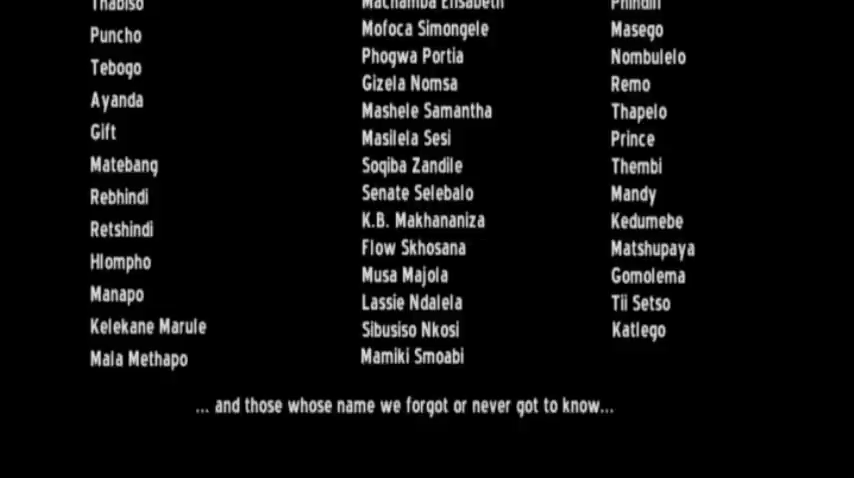 Thabiso
Puncho
Tebogo
Ayanda
Gift
Matebang
Rebhindi
Retshindi
Hlompho
Manapo
Kelekane Marule
Mala Methapo
Machamba Elisabeth
Mofoca Simongele
Phogwa Portia
Gizela Nomsa
Mashele Samantha
Masilela Sesi
Soqiba Zandile
Senate Selebalo
K.B. Makhananiza
Flow Skhosana
Musa Majola
Lassie Ndalela
Sibusiso Nkosi
Mamiki Smoabi
Masego
Nombulelo
Remo
Thapelo
Prince
Thembi
Mandy
Kedumebe
Matshupaya
Gomolema
Tii Setso
Katlego
... and those whose name we forgot or never got to know...